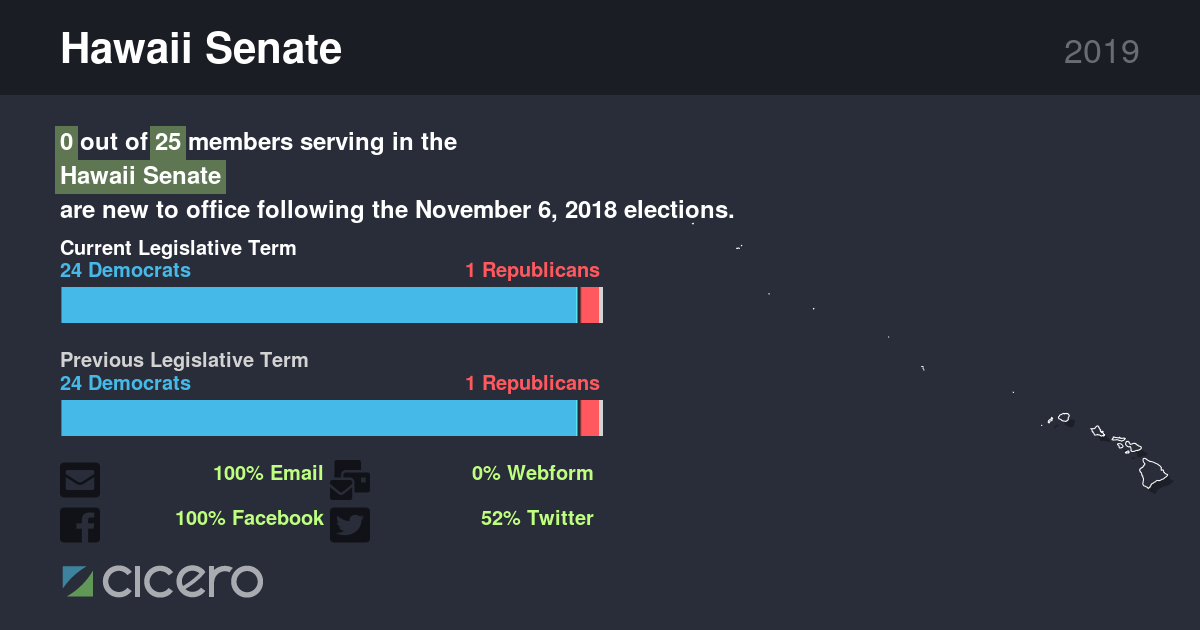 Hawaii Senate
2019
0 out of 25 members serving in the
Hawaii Senate
are new to office following the November 6, 2018 elections.
Current Legislative Term
24 Democrats 1 Republicans
Previous Legislative Term
24 Democrats 1 Republicans
100% Email 0% Webform
100% Facebook 52% Twitter
cicero